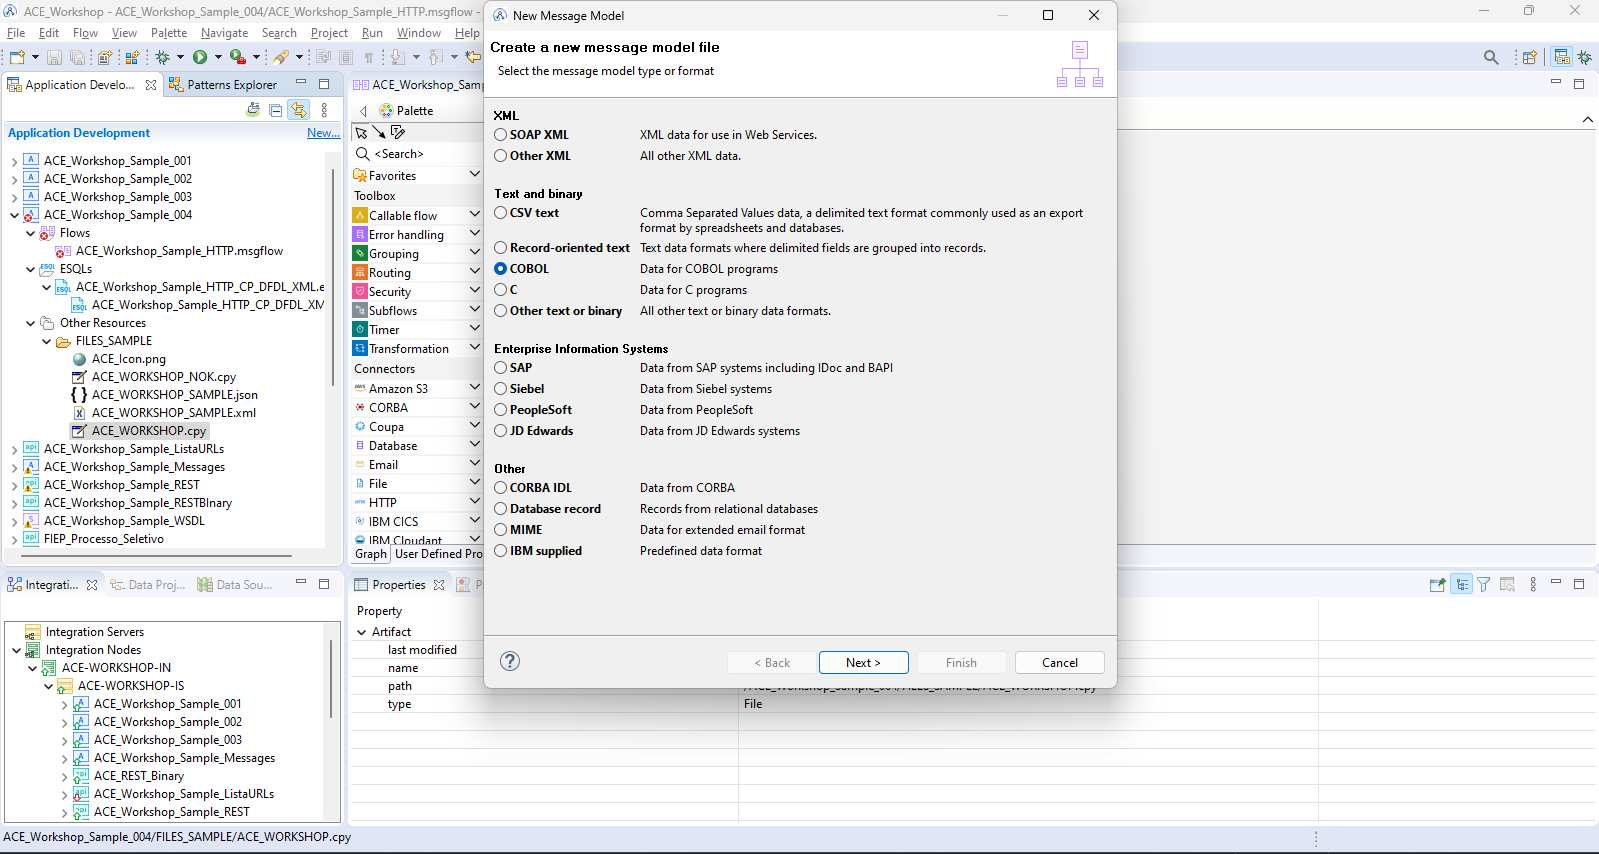 ACE_Workshop - ACE_Workshop_Sample_004/ACE_Workshop_Sample_HTTP.msgflow -
File Edit Flow View Palette Navigate Search Project Run Window Help
Application Develo... Patterns Explorer
Application Development New...
ACE_Workshop_Sample_001
ACE_Workshop_Sample_002
ACE_Workshop_Sample_003
ACE_Workshop_Sample_004
Flows
ACE_Workshop_Sample_HTTP.msgflow
ESQLs
ACE_Workshop_Sample_HTTP_CP_DFDL_XML.e
ACE_Workshop_Sample_HTTP_CP_DFDL_XM
Other Resources
FILES_SAMPLE
ACE_Icon.png
ACE_WORKSHOP_NOK.cpy
ACE_WORKSHOP_SAMPLE.json
ACE_WORKSHOP_SAMPLE.xml
ACE_WORKSHOP.cpy
ACE_Workshop_Sample_ListaURLs
ACE_Workshop_Sample_Messages
ACE_Workshop_Sample_REST
ACE_Workshop_Sample_RESTBInary
ACE_Workshop_Sample_WSDL
FIEP_Processo_Seletivo
Integrati... Data Proj... Data Sou...
Integration Servers
Integration Nodes
ACE-WORKSHOP-IN
ACE-WORKSHOP-IS
ACE_Workshop_Sample_001
ACE_Workshop_Sample_002
ACE_Workshop_Sample_003
ACE_Workshop_Sample_Messages
ACE_REST_Binary
ACE_Workshop_Sample_ListaURLs
ACE_Workshop_Sample_REST
ACE_Workshop_Sam
Palette
<Search>
Favorites
Toolbox
Callable flow
Error handling
Grouping
Routing
Security
Subflows
Timer
Transformation
Connectors
Amazon S3
CORBA
Coupa
Database
Email
File
HTTP
IBM CICS
IBM Cloudant
Graph User Defined Pro
Properties P
Property
Artifact
last modified
name
path /ACE_Workshop_Sample_004/FILES_SAMPLE/ACE_WORKSHOP.cpy
type File
New Message Model
Create a new message model file
Select the message model type or format
XML
SOAP XML XML data for use in Web Services.
Other XML All other XML data.
Text and binary
CSV text Comma Separated Values data, a delimited text format commonly used as an export
format by spreadsheets and databases.
Record-oriented text Text data formats where delimited fields are grouped into records.
COBOL Data for COBOL programs
C Data for C programs
Other text or binary All other text or binary data formats.
Enterprise Information Systems
SAP Data from SAP systems including IDoc and BAPI
Siebel Data from Siebel systems
PeopleSoft Data from PeopleSoft
JD Edwards Data from JD Edwards systems
Other
CORBA IDL Data from CORBA
Database record Records from relational databases
MIME Data for extended email format
IBM supplied Predefined data format
< Back Next > Finish Cancel
ACE_Workshop_Sample_004/FILES_SAMPLE/ACE_WORKSHOP.cpy